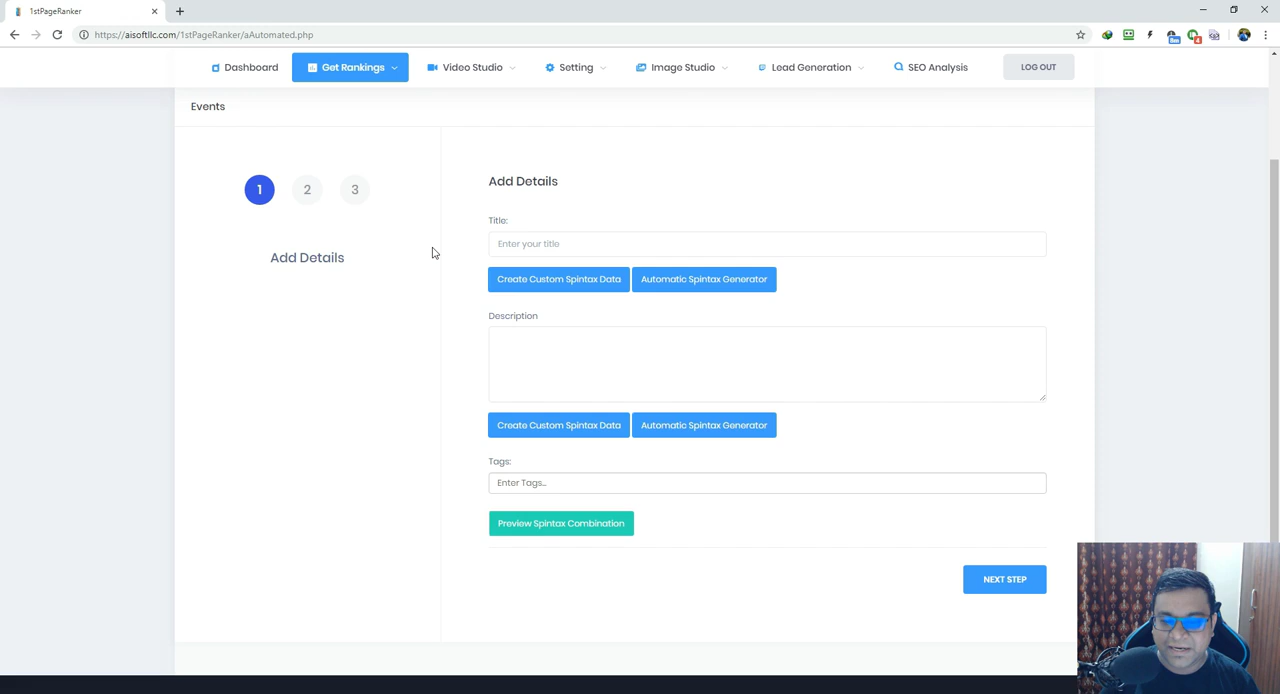 1stPageRanker
https://aisoftllc.com/1stPageRanker/aAutomated.php
Dashboard Get Rankings Video Studio Setting Image Studio Lead Generation SEO Analysis LOG OUT
Events
1 2 3
Add Details
Add Details
Title:
Enter your title
Create Custom Spintax Data Automatic Spintax Generator
Description
Create Custom Spintax Data Automatic Spintax Generator
Tags:
Enter Tags...
Preview Spintax Combination
NEXT STEP